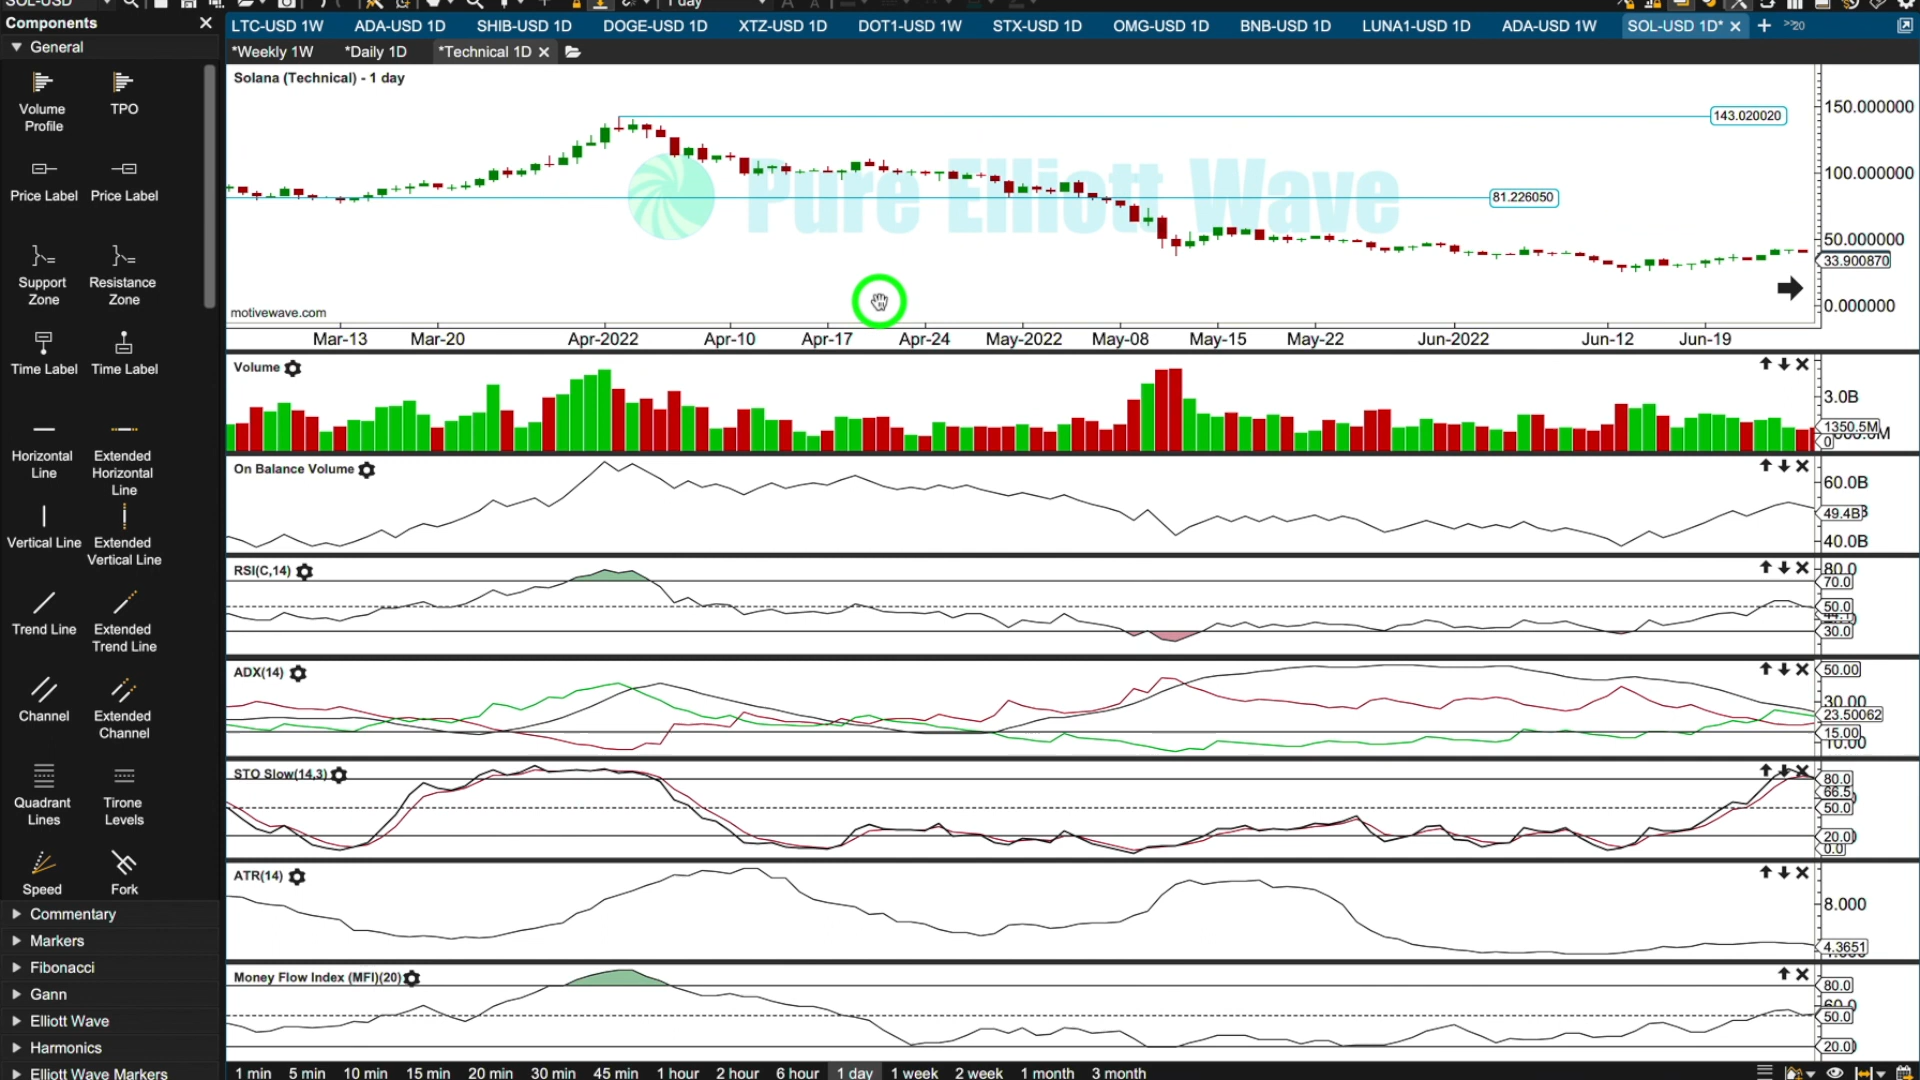 SOL-USD
1 day
Components
LTC-USD 1W ADA-USD 1D SHIB-USD 1D DOGE-USD 1D XTZ-USD 1D DOT1-USD 1W STX-USD 1D OMG-USD 1D BNB-USD 1D LUNA1-USD 1D ADA-USD 1W SOL-USD 1D* 20
General
*Weekly 1W *Daily 1D *Technical 1D
Volume Profile
TPO
Price Label Price Label
Support Zone
Resistance Zone
Time Label Time Label
Horizontal Line
Extended Horizontal Line
Vertical Line
Extended Vertical Line
Trend Line
Extended Trend Line
Channel
Extended Channel
Quadrant Lines
Tirone Levels
Speed
Fork
Commentary
Markers
Fibonacci
Gann
Elliott Wave
Harmonics
Elliott Wave Markers
Solana (Technical) - 1 day
Pure Elliott Wave
143.020020
81.226050
150.000000
100.000000
50.000000
33.900870
0.000000
motivewave.com
Mar-13 Mar-20 Apr-2022 Apr-10 Apr-17 Apr-24 May-2022 May-08 May-15 May-22 Jun-2022 Jun-12 Jun-19
Volume
3.0B
1350.5M
0
On Balance Volume
60.0B
49.4B
40.0B
RSI(C,14)
80.0
70.0
50.0
30.0
ADX(14)
50.00
30.00
23.50062
15.00
10.00
STO Slow(14,3)
80.0
66.5
50.0
20.0
0.0
ATR(14)
8.000
4.3651
Money Flow Index (MFI)(20)
80.0
60.0
50.0
20.0
1 min 5 min 10 min 15 min 20 min 30 min 45 min 1 hour 2 hour 6 hour 1 day 1 week 2 week 1 month 3 month